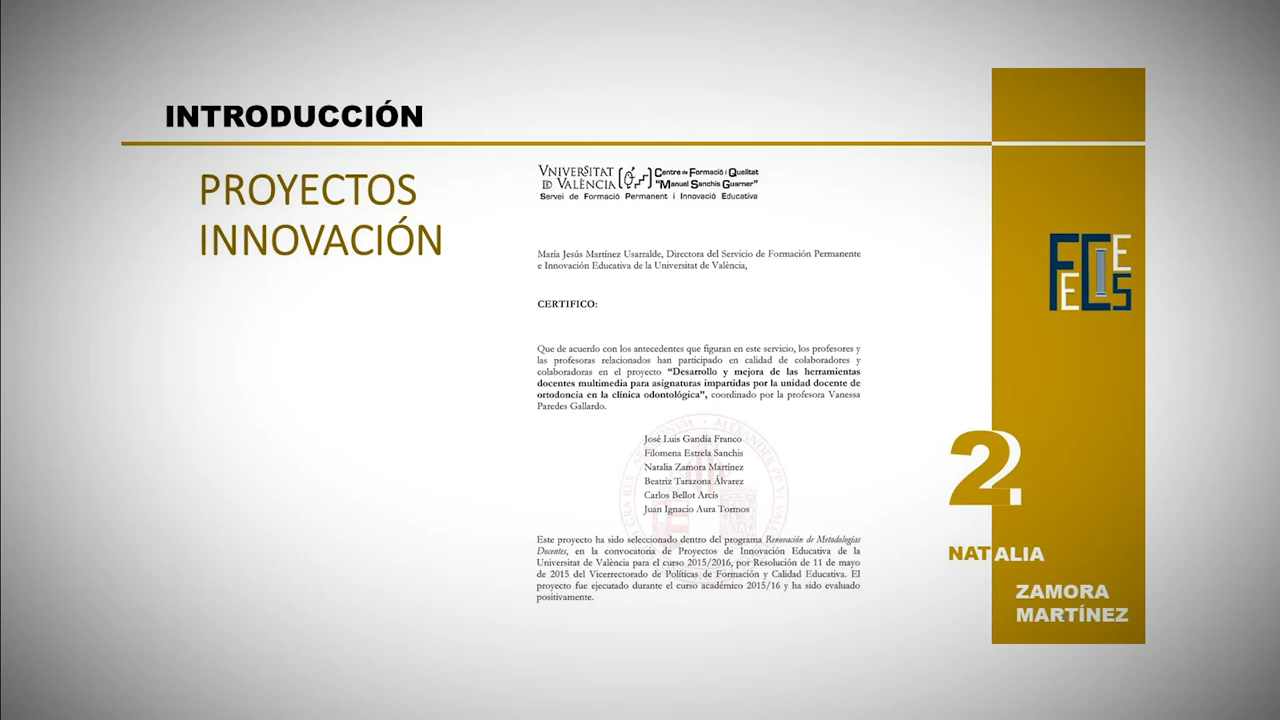 INTRODUCCIÓN
PROYECTOS
INNOVACIÓN
VNIVERSITAT
D VALÈNCIA
Centre de Formació i Qualitat
"Manuel Sanchis Guarner"
Servei de Formació Permanent i Innovació Educativa
María Jesús Martínez Usarralde, Directora del Servicio de Formación Permanente
e Innovación Educativa de la Universitat de València,
CERTIFICO:
Que de acuerdo con los antecedentes que figuran en este servicio, los profesores y
las profesoras relacionados han participado en calidad de colaboradores y
colaboradoras en el proyecto “Desarrollo y mejora de las herramientas
docentes multimedia para asignaturas impartidas por la unidad docente de
ortodoncia en la clínica odontológica”, coordinado por la profesora Vanessa
Paredes Gallardo.
José Luis Gandía Franco
Filomena Estrela Sanchis
Natalia Zamora Martínez
Beatriz Tarazona Álvarez
Carlos Bellot Arcís
Juan Ignacio Aura Tormos
Este proyecto ha sido seleccionado dentro del programa Renovación de Metodologías
Docentes, en la convocatoria de Proyectos de Innovación Educativa de la
Universitat de València para el curso 2015/2016, por Resolución de 11 de mayo
de 2015 del Vicerrectorado de Políticas de Formación y Calidad Educativa. El
proyecto fue ejecutado durante el curso académico 2015/16 y ha sido evaluado
positivamente.
FECIES
2.
NATALIA
ZAMORA
MARTÍNEZ